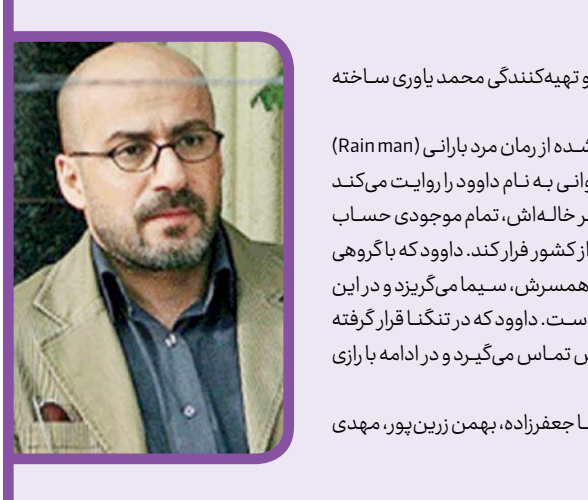 و تهیه‌کنندگی محمد یاوری ساخته
شده از رمان مرد بارانی (Rain man)
وانی به نام داوود را روایت می‌کند
ر خاله‌اش، تمام موجودی حساب
از کشور فرار کند. داوود که با گروهی
همسرش، سیما می‌گریزد و در این
است. داوود که در تنگنا قرار گرفته
س تماس می‌گیرد و در ادامه با رازی
ا جعفرزاده، بهمن زرین‌پور، مهدی